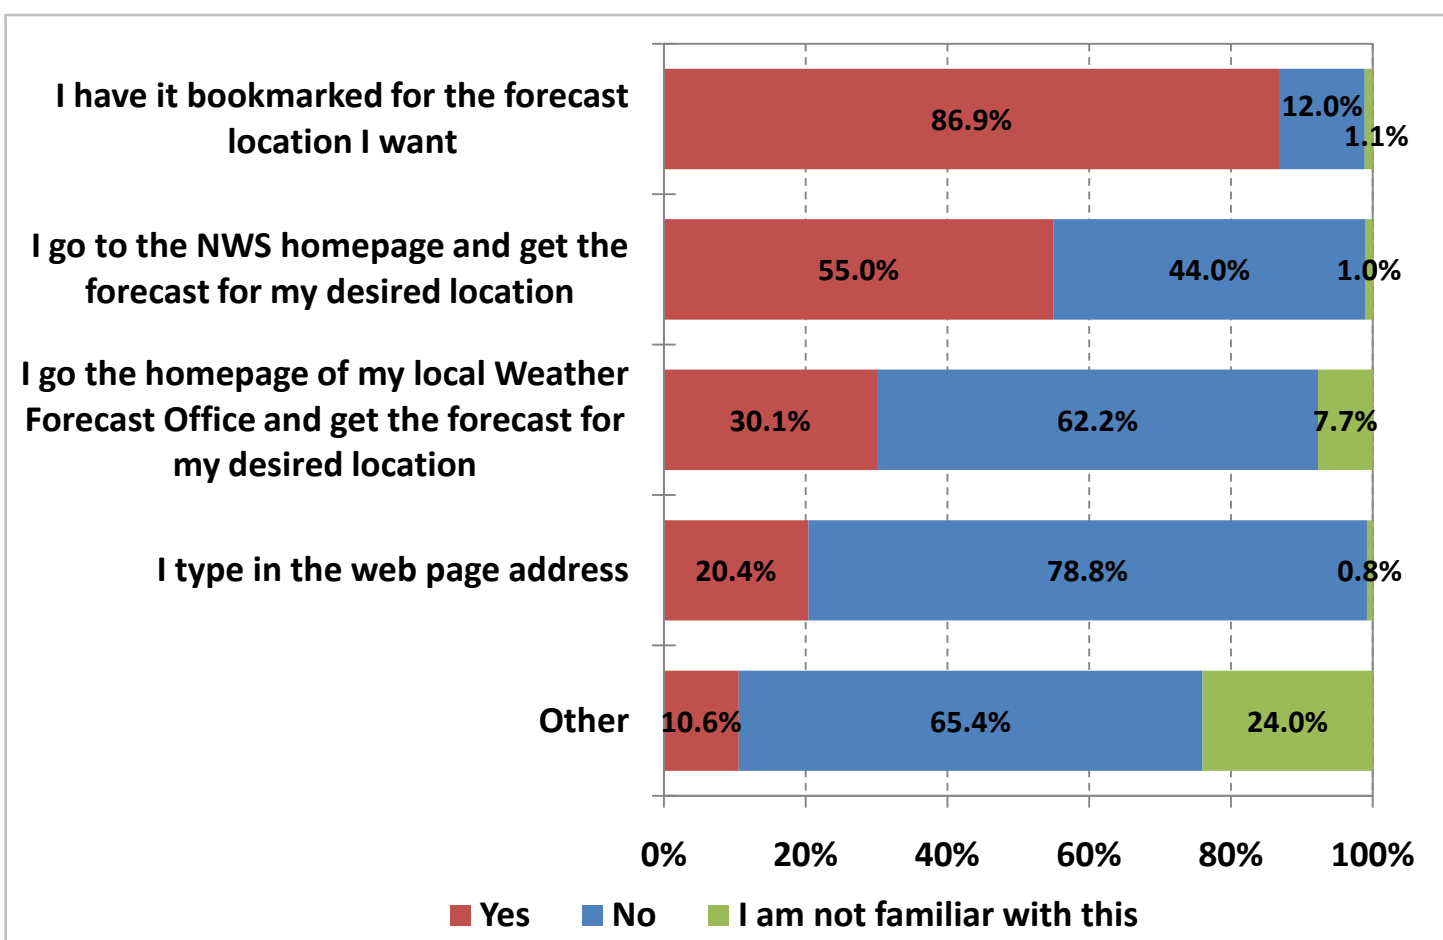 I have it bookmarked for the forecast
location I want
86.9%
12.0%
1.1%
I go to the NWS homepage and get the
forecast for my desired location
55.0%
44.0%
1.0%
I go the homepage of my local Weather
Forecast Office and get the forecast for
my desired location
30.1%
62.2%
7.7%
I type in the web page address
20.4%
78.8%
0.8%
Other
10.6%
65.4%
24.0%
0% 20% 40% 60% 80% 100%
Yes No I am not familiar with this